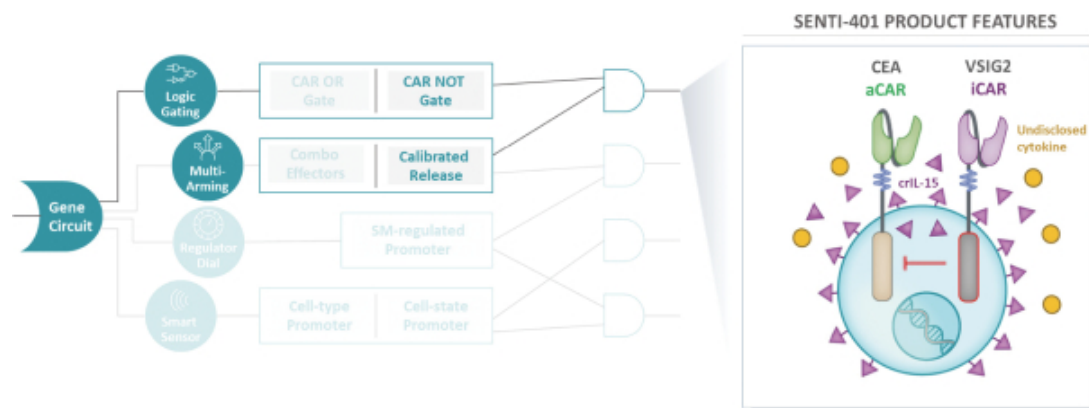 SENTI-401 PRODUCT FEATURES
Logic
Gating
CAR OR
Gate
CAR NOT
Gate
Multi-
Arming
Combo
Effectors
Calibrated
Release
Gene
Circuit
Regulator
Dial
SM-regulated
Promoter
Smart
Sensor
Cell-type
Promoter
Cell-state
Promoter
CEA
aCAR
VSIG2
iCAR
Undisclosed
cytokine
crIL-15